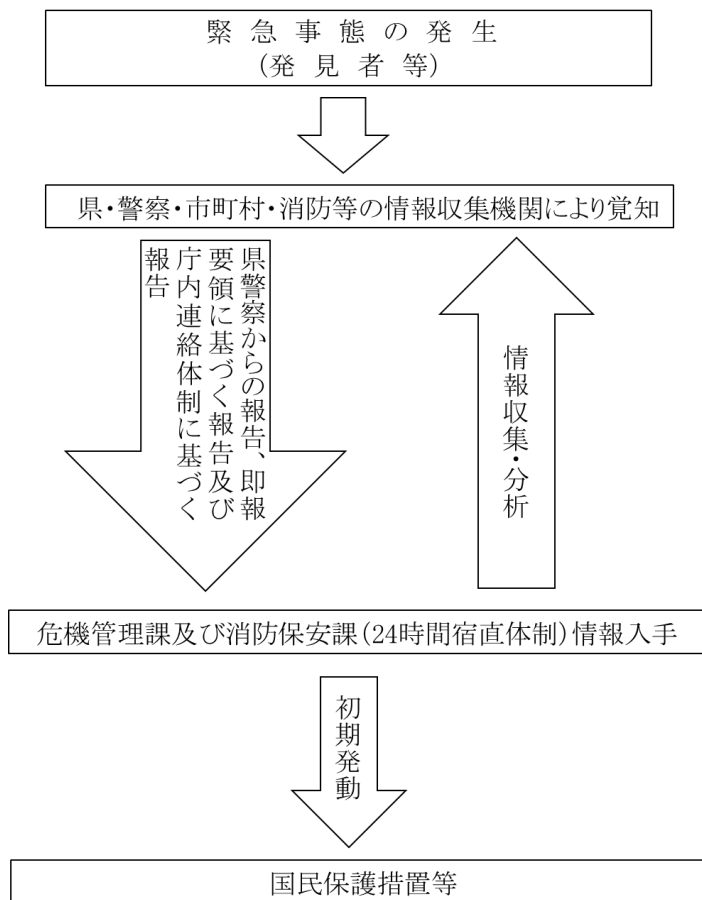 緊急事態の発生
(発見者等)
県・警察・市町村・消防等の情報収集機関により覚知
県警察からの報告、即報
要領に基づく報告及び
庁内連絡体制に基づく
報告
情報収集・分析
危機管理課及び消防保安課(24時間宿直体制)情報入手
初期発動
国民保護措置等